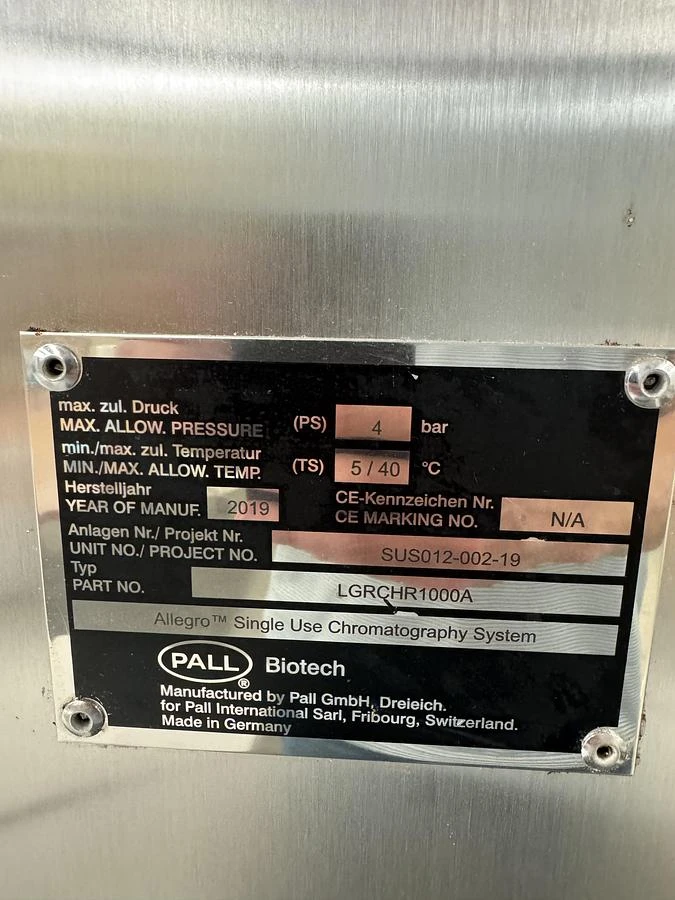 max. zul. Druck
MAX. ALLOW. PRESSURE (PS) 4 bar
min./max. zul. Temperatur
MIN./MAX. ALLOW. TEMP. (TS) 5 / 40 °C
Herstelljahr
YEAR OF MANUF. 2019
CE-Kennzeichen Nr.
CE MARKING NO. N/A
Anlagen Nr./ Projekt Nr.
UNIT NO./ PROJECT NO. SUS012-002-19
Typ
PART NO. LGRCHR1000A
Allegro™ Single Use Chromatography System
PALL® Biotech
Manufactured by Pall GmbH, Dreieich.
for Pall International Sarl, Fribourg, Switzerland.
Made in Germany